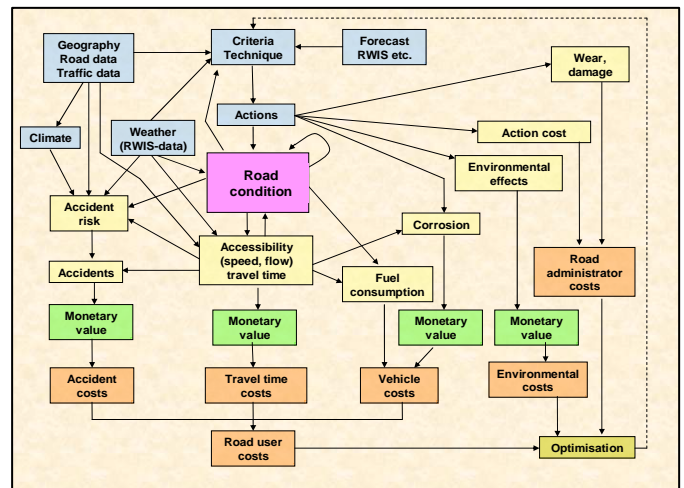 Geography
Road data
Traffic data
Criteria
Technique
Forecast
RWIS etc.
Wear,
damage
Climate
Weather
(RWIS-data)
Actions
Action cost
Road
condition
Environmental
effects
Accident
risk
Accessibility
(speed, flow)
travel time
Corrosion
Accidents
Fuel
consumption
Road
administrator
costs
Monetary
value
Monetary
value
Monetary
value
Monetary
value
Accident
costs
Travel time
costs
Vehicle
costs
Environmental
costs
Road user
costs
Optimisation